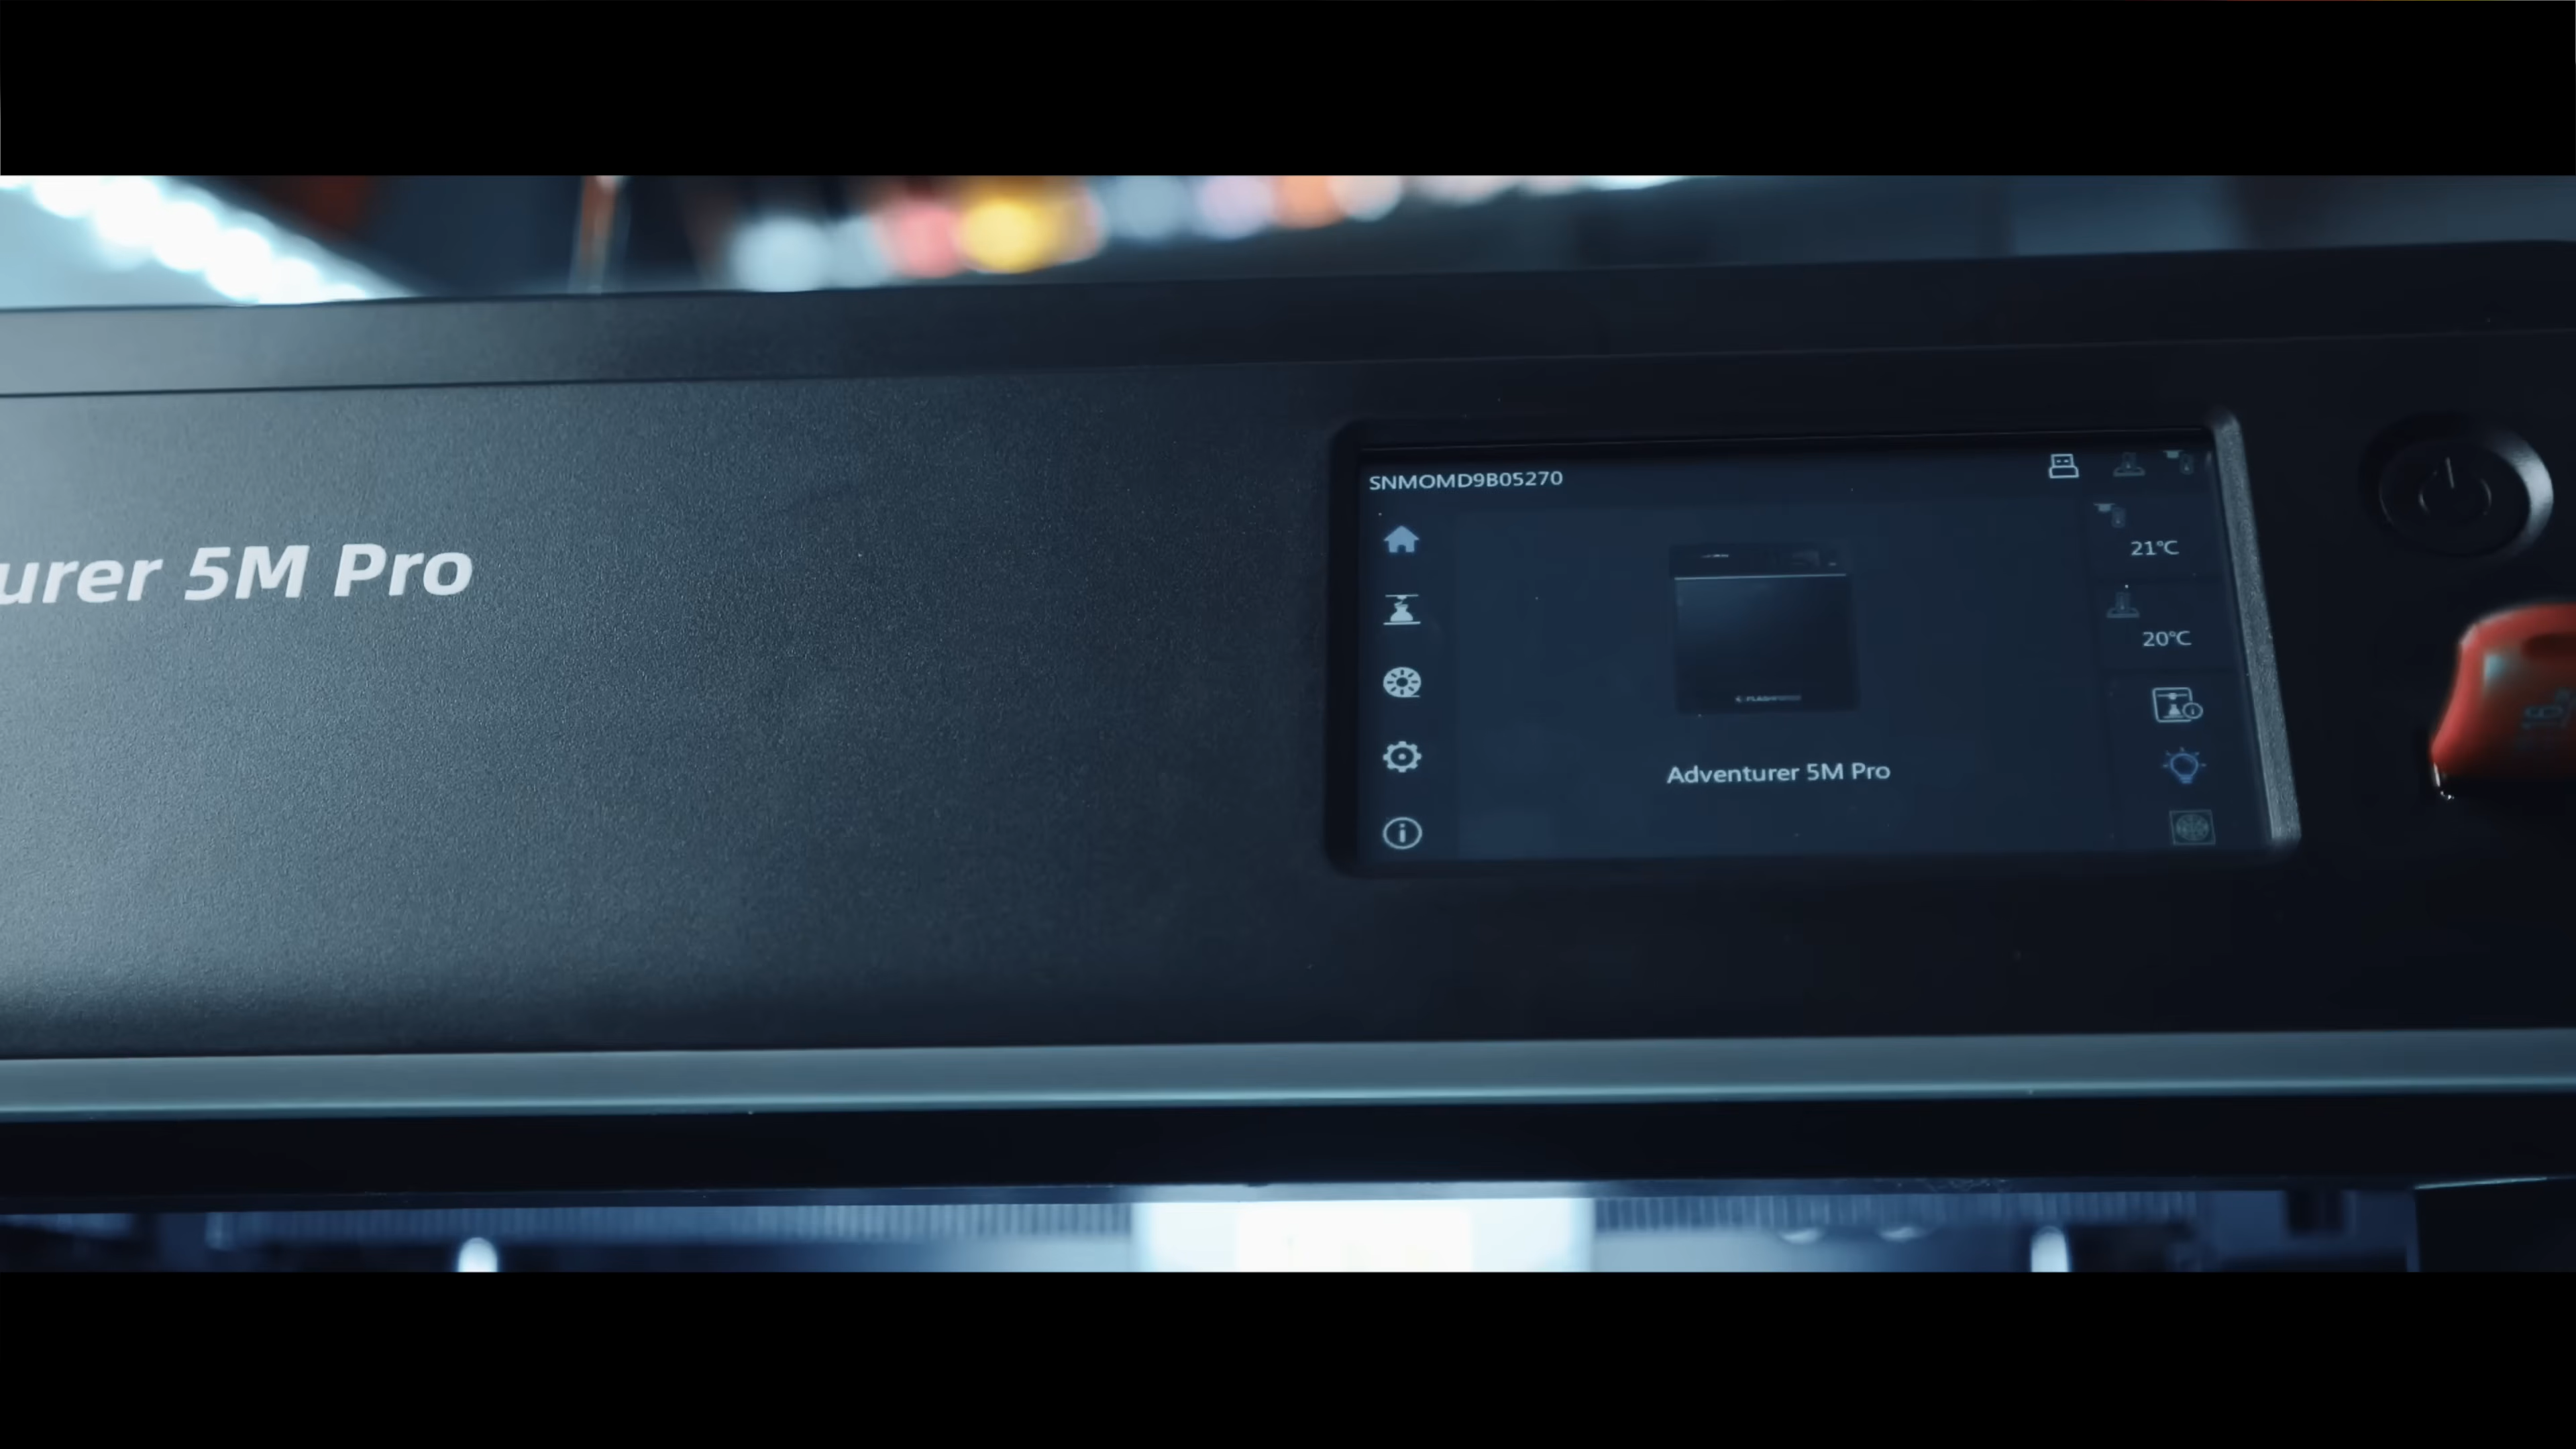 urer 5M Pro
SNMOMD9B05270
21°C
20°C
Adventurer 5M Pro